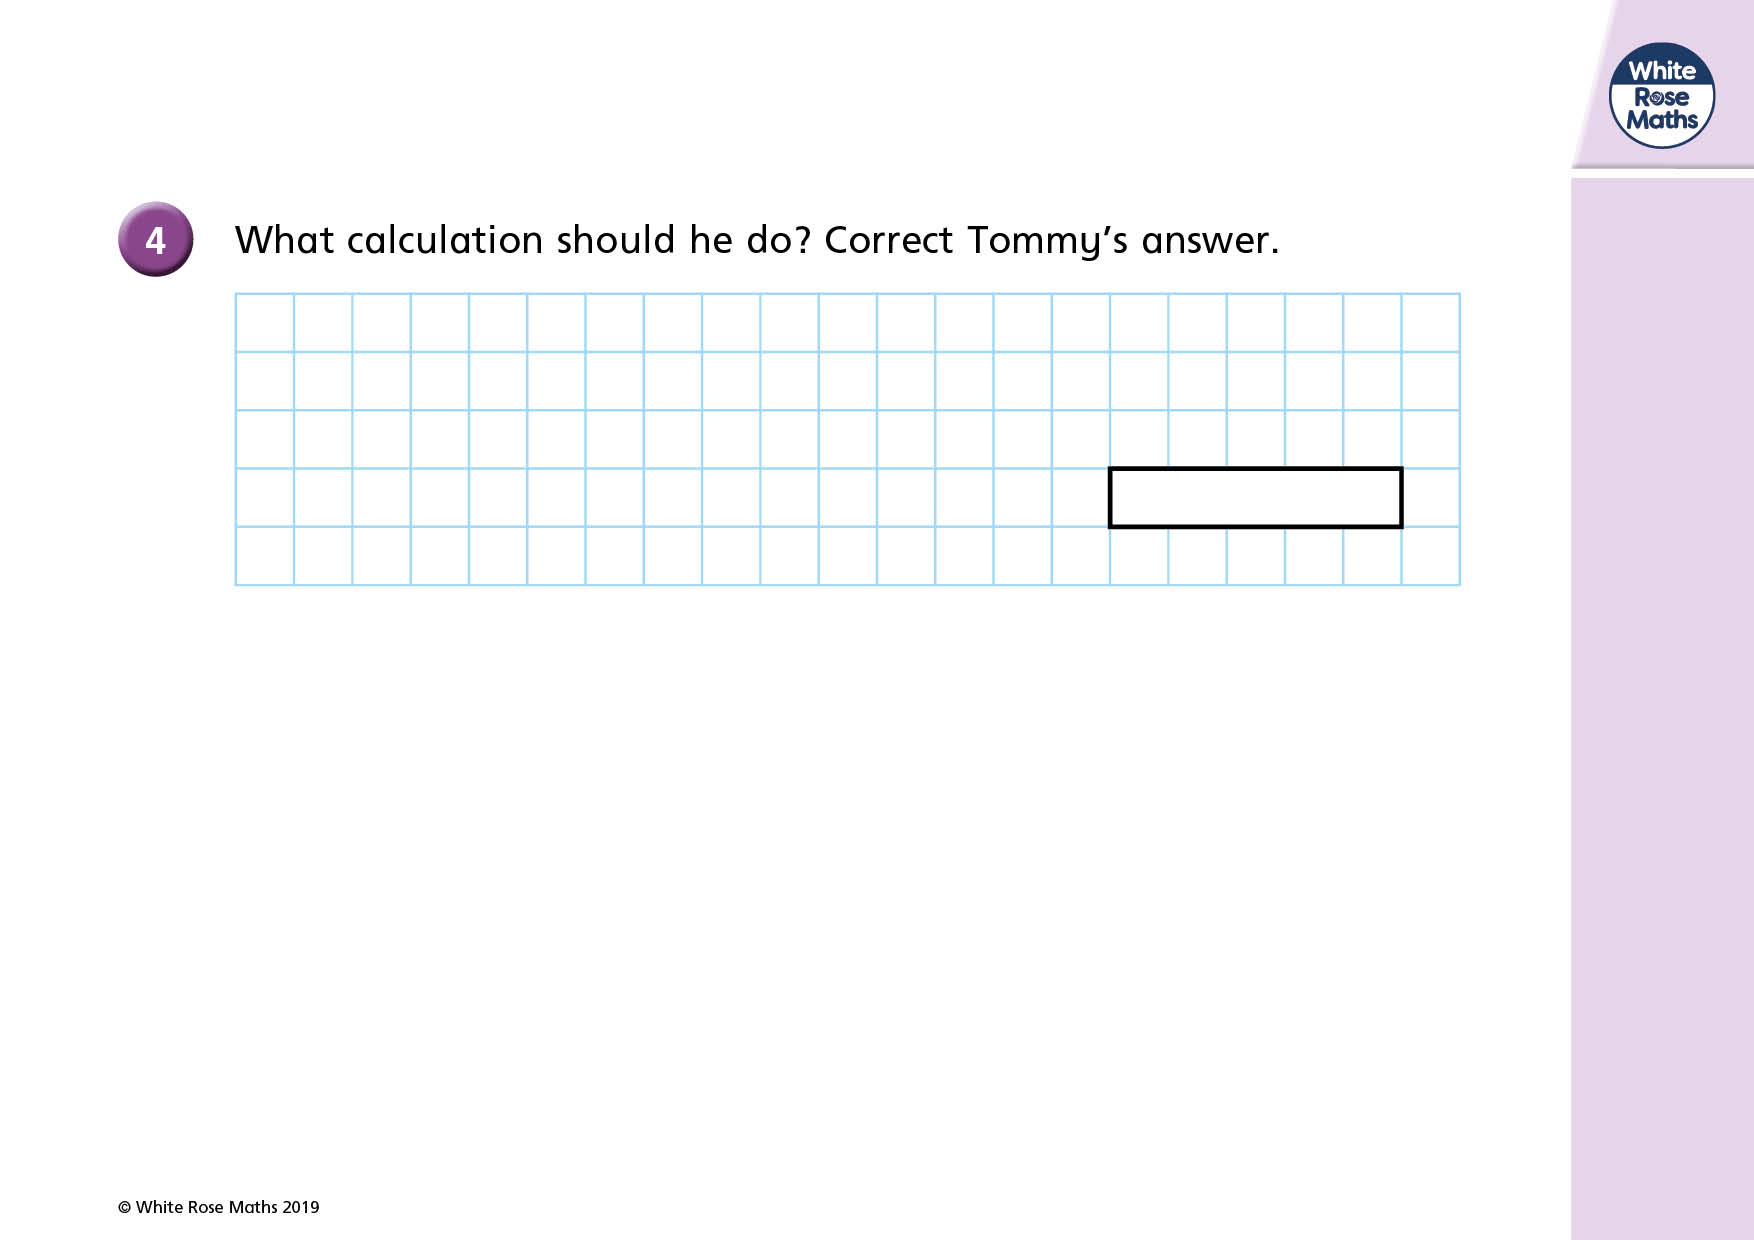 White
Rose
Maths
4 What calculation should he do? Correct Tommy’s answer.
© White Rose Maths 2019